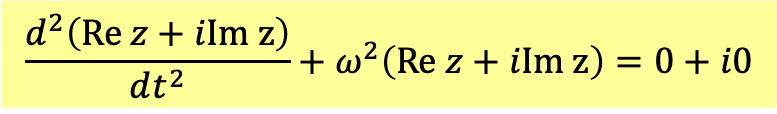 d²(Re z + iIm z)/dt² + ω²(Re z + iIm z) = 0 + i0